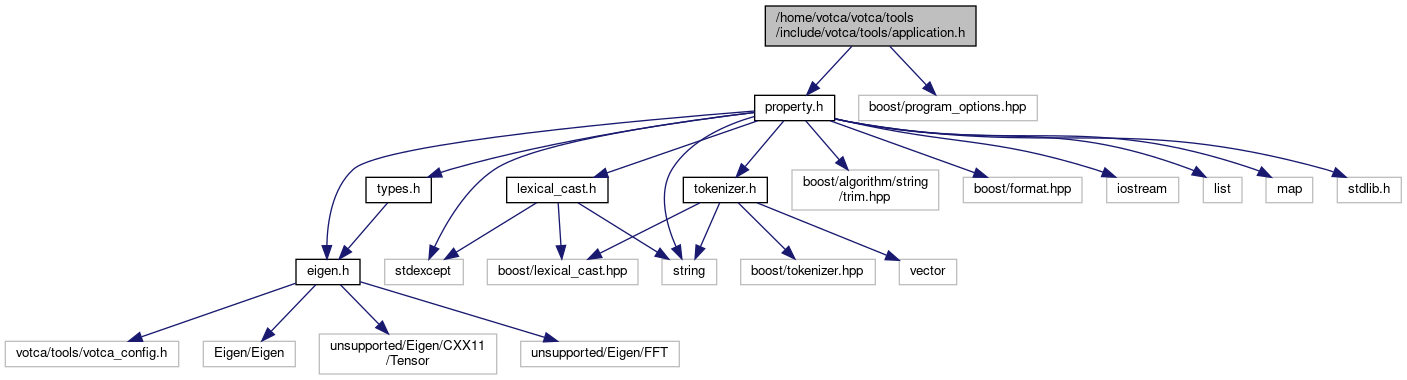 /home/votca/votca/tools
/include/votca/tools/application.h
property.h
boost/program_options.hpp
types.h
lexical_cast.h
tokenizer.h
boost/algorithm/string
/trim.hpp
boost/format.hpp
iostream
list
map
stdlib.h
eigen.h
stdexcept
boost/lexical_cast.hpp
string
boost/tokenizer.hpp
vector
votca/tools/votca_config.h
Eigen/Eigen
unsupported/Eigen/CXX11
/Tensor
unsupported/Eigen/FFT